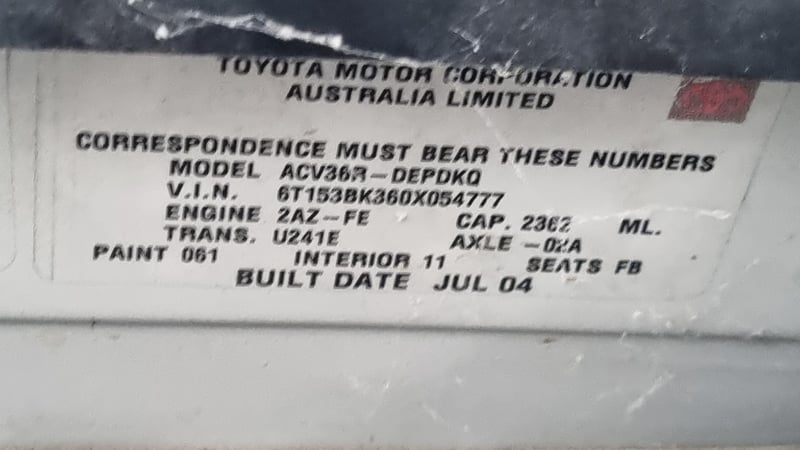 TOYOTA MOTOR CORPORATION
AUSTRALIA LIMITED
CORRESPONDENCE MUST BEAR THESE NUMBERS
MODEL ACV36R-DEPDKQ
V.I.N. 6T153BK360X054777
ENGINE 2AZ-FE CAP. 2362 ML.
TRANS. U241E AXLE -02A
PAINT 061 INTERIOR 11 SEATS FB
BUILT DATE JUL 04